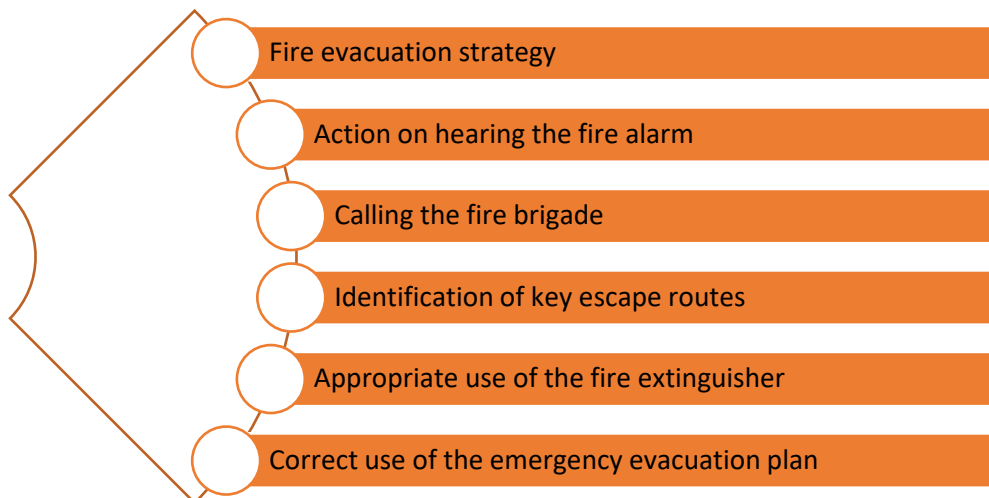 Fire evacuation strategy
Action on hearing the fire alarm
Calling the fire brigade
Identification of key escape routes
Appropriate use of the fire extinguisher
Correct use of the emergency evacuation plan